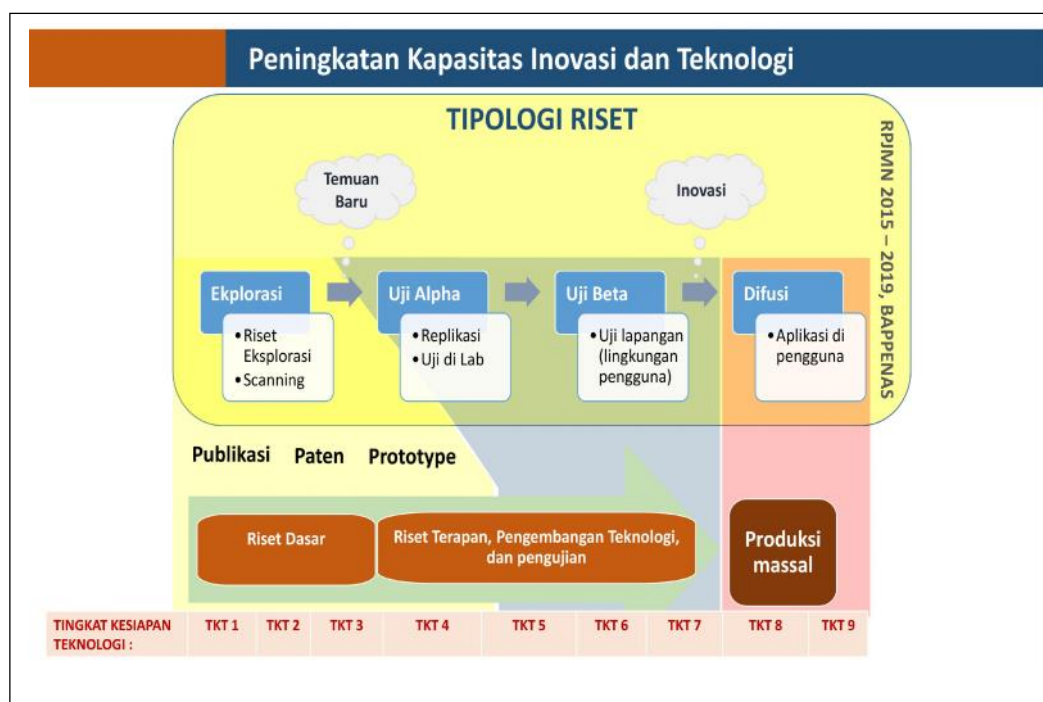 Peningkatan Kapasitas Inovasi dan Teknologi
TIPOLOGI RISET
RPJMN 2015 – 2019, BAPPENAS
Temuan
Baru
Inovasi
Ekplorasi
• Riset
Eksplorasi
• Scanning
Uji Alpha
• Replikasi
• Uji di Lab
Uji Beta
• Uji lapangan
(lingkungan
pengguna)
Difusi
• Aplikasi di
pengguna
Publikasi Paten Prototype
Riset Dasar
Riset Terapan, Pengembangan Teknologi,
dan pengujian
Produksi
massal
TINGKAT KESIAPAN
TEKNOLOGI :
TKT 1 TKT 2 TKT 3 TKT 4 TKT 5 TKT 6 TKT 7 TKT 8 TKT 9